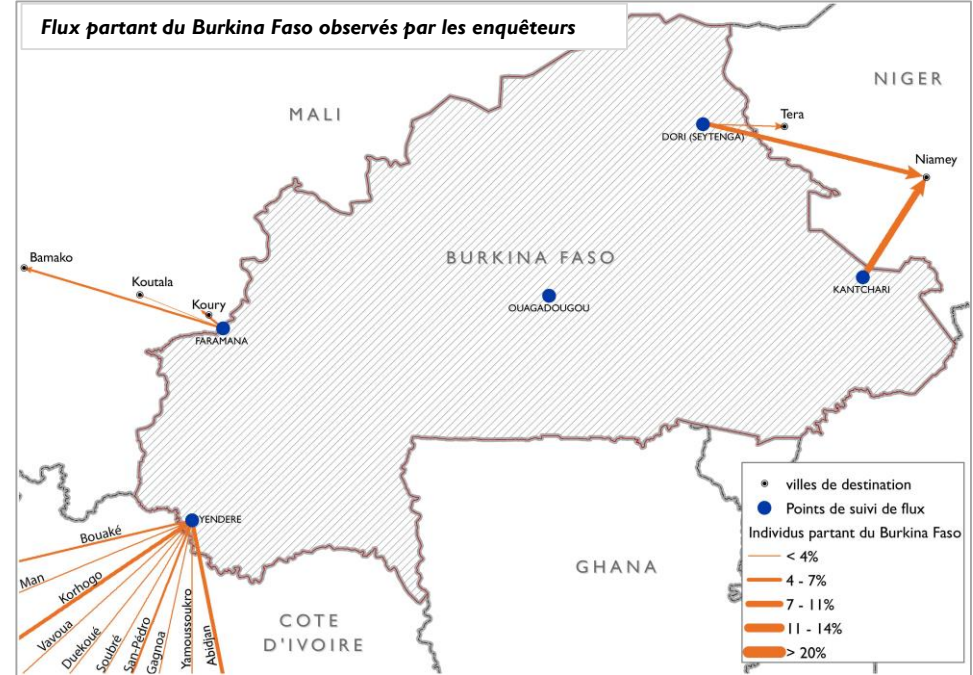 Flux partant du Burkina Faso observés par les enquêteurs
NIGER
MALI
Tera
DORI (SEYTENGA)
Niamey
BURKINA FASO
Bamako
Koutala
KANTCHARI
Koury
OUAGADOUGOU
FARAMANA
villes de destination
Points de suivi de flux
Individus partant du Burkina Faso
< 4%
4 - 7%
7 - 11%
11 - 14%
> 20%
YENDERE
Bouaké
Man
Korhogo
Vavoua
Duekoué
Soubré
San-Pédro
Gagnoa
Yamoussoukro
Abidjan
GHANA
COTE
D'IVOIRE